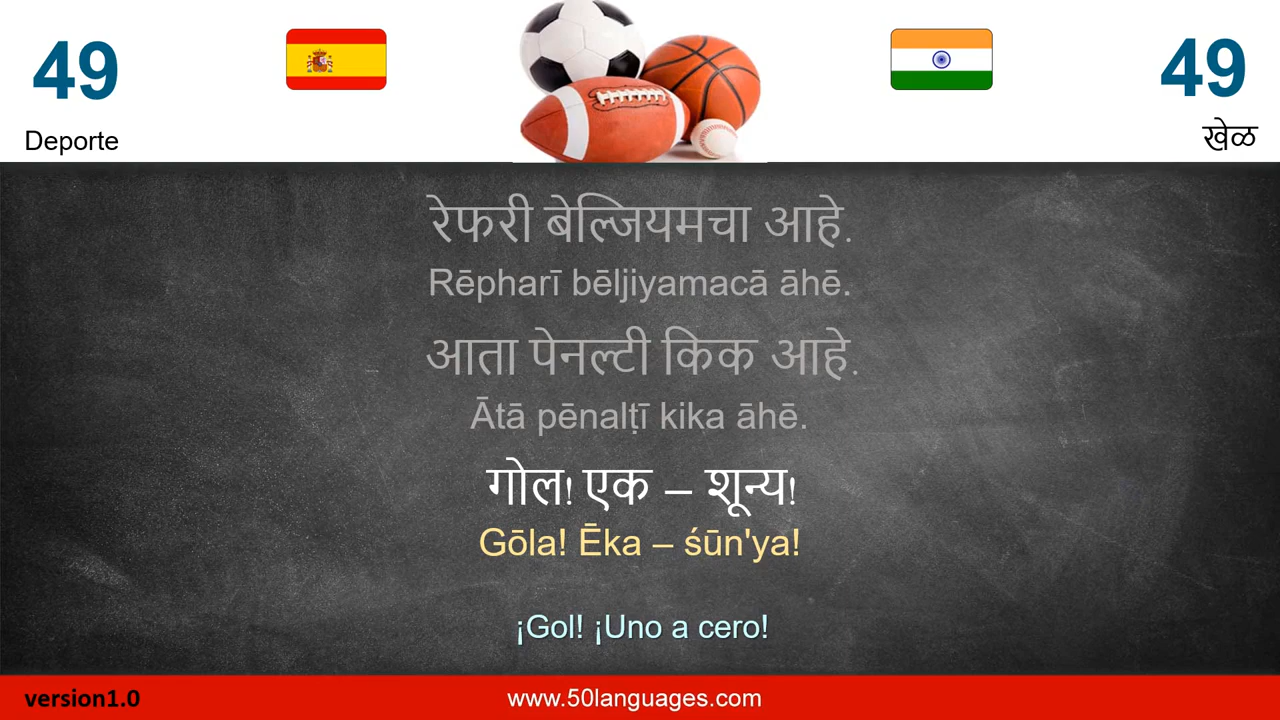 49
49
Deporte
खेळ
रेफरी बेल्जियमचा आहे.
Rēpharī bēljiyamacā āhē.
आता पेनल्टी किक आहे.
Ātā pēnalṭī kika āhē.
गोल! एक – शून्य!
Gōla! Ēka – śūn'ya!
¡Gol! ¡Uno a cero!
version1.0
www.50languages.com